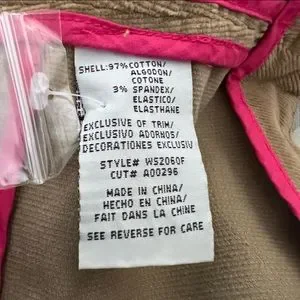 SHELL: 97% COTTON/
ALGODON/
COTONE
3% SPANDEX/
ELASTICO/
ELASTHANE
EXCLUSIVE OF TRIM/
EXCLUSIVO ADORNOS/
DECORATIONES EXCLUSIV
STYLE# WS2060F
CUT# A00296
MADE IN CHINA/
HECHO EN CHINA/
FAIT DANS LA CHINE
SEE REVERSE FOR CARE